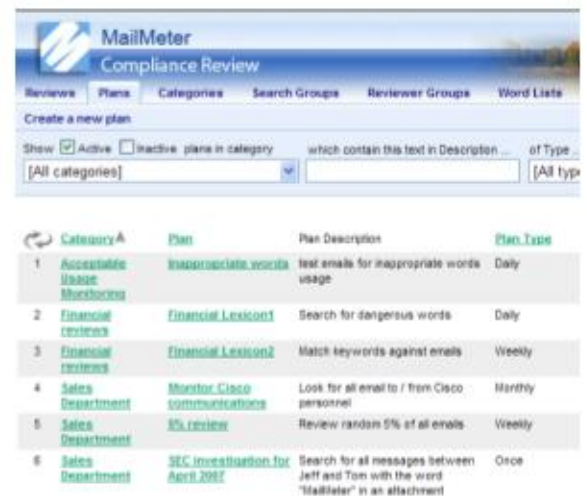 MailMeter
Compliance Review
Reviews Plans Categories Search Groups Reviewer Groups Word Lists
Create a new plan
Show Active Inactive plans in category which contain this text in Description ... of Type ...
[All categories] [All typ
Category Plan Plan Description Plan Type
1 Acceptable Inappropriate words test emails for inappropriate words Daily
Usage usage
Monitoring
2 Financial Financial Lexicon1 Search for dangerous words Daily
reviews
3 Financial Financial Lexicon2 Match keywords against emails Weekly
reviews
4 Sales Monitor Cisco Look for all email to / from Cisco Monthly
Department communications personnel
5 Sales 5% review Review random 5% of all emails Weekly
Department
6 Sales SEC investigation for Search for all messages between Once
Department April 2007 Jeff and Tom with the word
"MailMeter" in an attachment